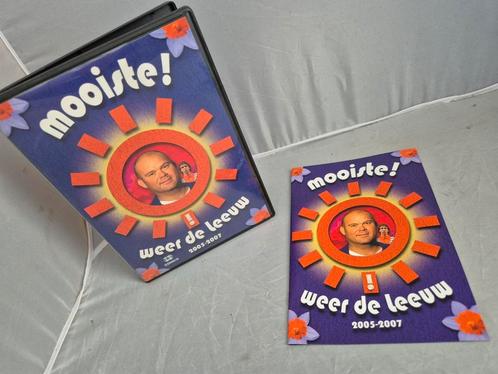 mooiste!
!
weer de leeuw
2005-2007
mooiste!
!
weer de leeuw
2005-2007